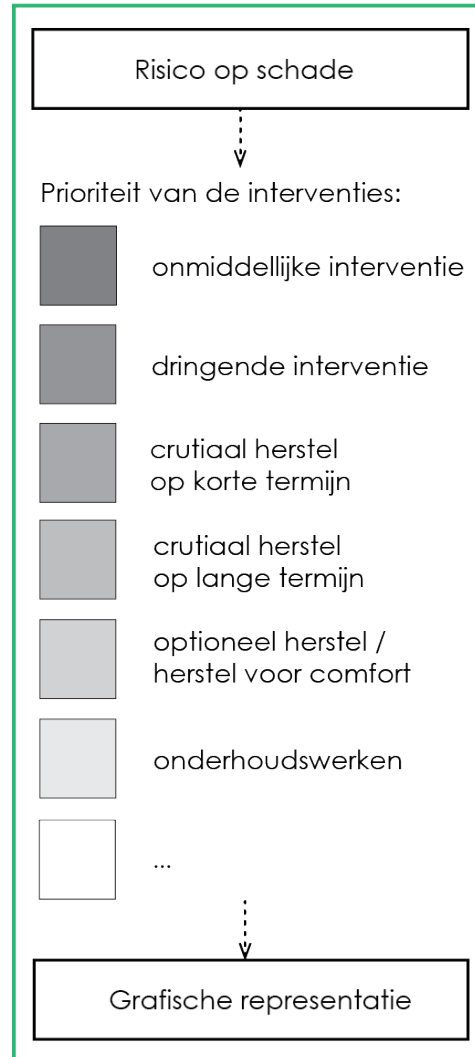 Risico op schade
Prioriteit van de interventies:
onmiddellijke interventie
dringende interventie
crutiaal herstel
op korte termijn
crutiaal herstel
op lange termijn
optioneel herstel /
herstel voor comfort
onderhoudswerken
...
Grafische representatie